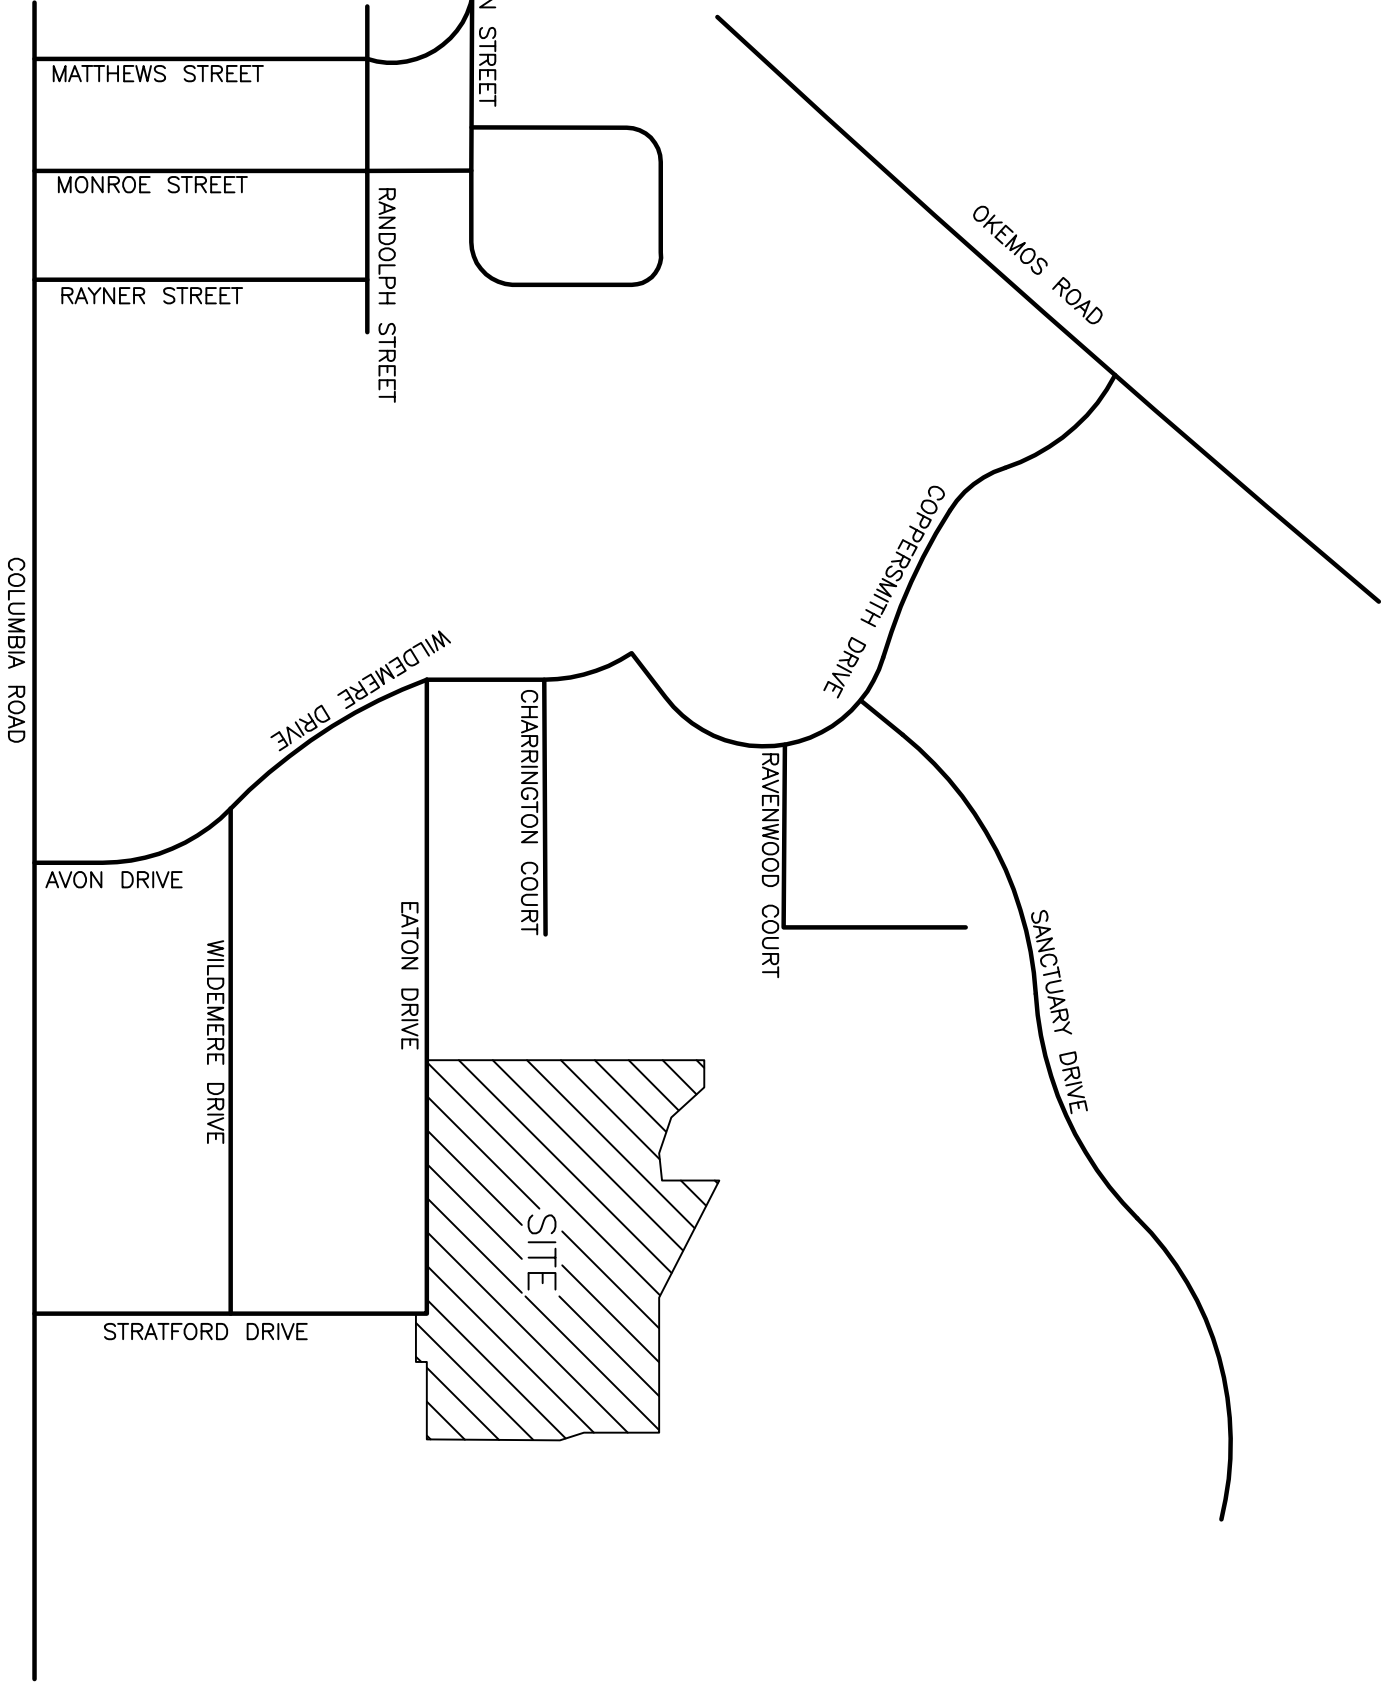 STREET
MATTHEWS STREET
MONROE STREET
RANDOLPH STREET
RAYNER STREET
OKEMOS ROAD
COPPERSMITH DRIVE
COLUMBIA ROAD
WILDEMERE DRIVE
CHARRINGTON COURT
RAVENWOOD COURT
AVON DRIVE
EATON DRIVE
WILDEMERE DRIVE
SANCTUARY DRIVE
SITE
STRATFORD DRIVE